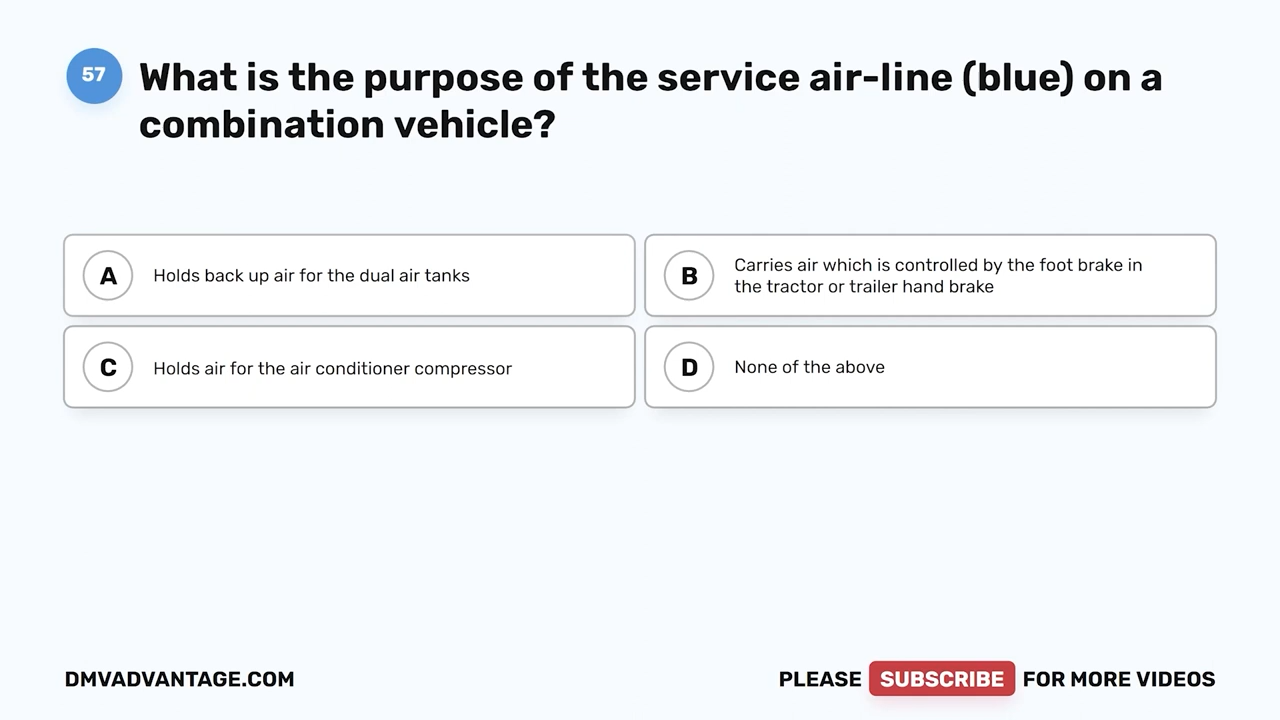 57
What is the purpose of the service air-line (blue) on a
combination vehicle?
A
Holds back up air for the dual air tanks
B
Carries air which is controlled by the foot brake in
the tractor or trailer hand brake
C
Holds air for the air conditioner compressor
D
None of the above
DMVADVANTAGE.COM
PLEASE SUBSCRIBE FOR MORE VIDEOS